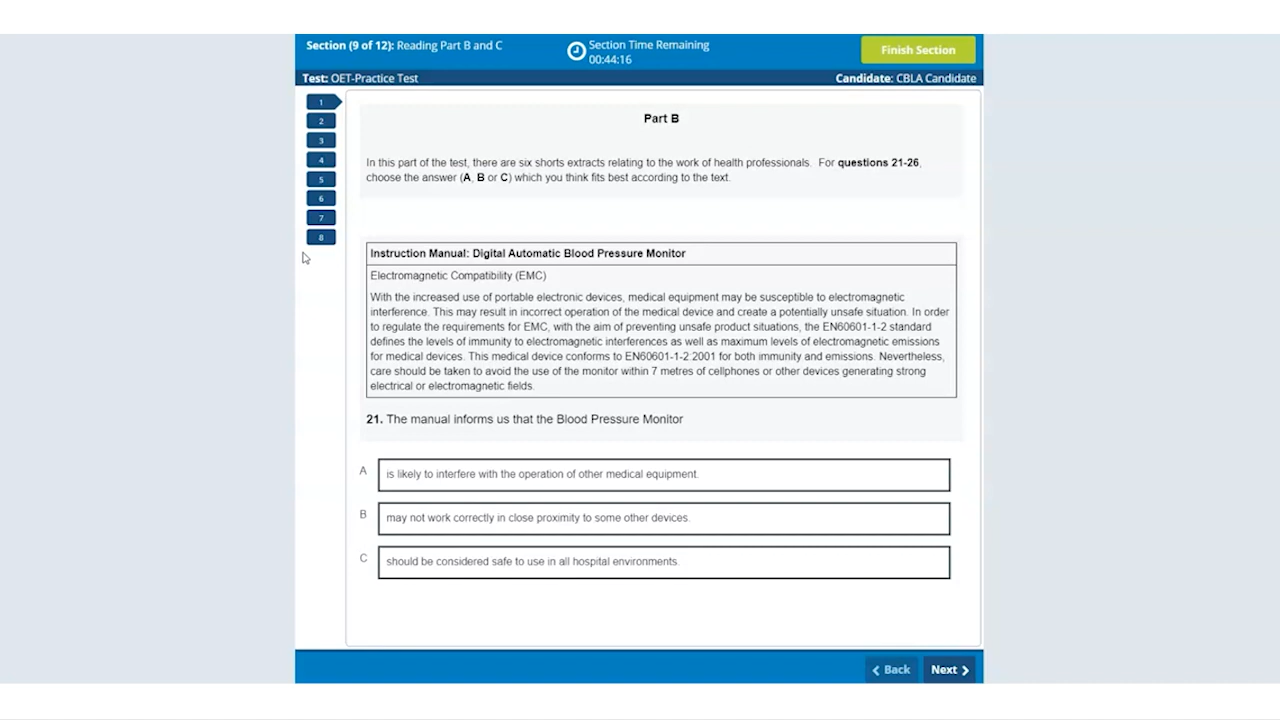 Section (9 of 12): Reading Part B and C
Section Time Remaining
00:44:16
Finish Section
Test: OET-Practice Test
Candidate: CBLA Candidate
1
2
3
4
5
6
7
8
Part B
In this part of the test, there are six shorts extracts relating to the work of health professionals. For questions 21-26,
choose the answer (A, B or C) which you think fits best according to the text.
Instruction Manual: Digital Automatic Blood Pressure Monitor
Electromagnetic Compatibility (EMC)
With the increased use of portable electronic devices, medical equipment may be susceptible to electromagnetic
interference. This may result in incorrect operation of the medical device and create a potentially unsafe situation. In order
to regulate the requirements for EMC, with the aim of preventing unsafe product situations, the EN60601-1-2 standard
defines the levels of immunity to electromagnetic interferences as well as maximum levels of electromagnetic emissions
for medical devices. This medical device conforms to EN60601-1-2:2001 for both immunity and emissions. Nevertheless,
care should be taken to avoid the use of the monitor within 7 metres of cellphones or other devices generating strong
electrical or electromagnetic fields.
21. The manual informs us that the Blood Pressure Monitor
A is likely to interfere with the operation of other medical equipment.
B may not work correctly in close proximity to some other devices.
C should be considered safe to use in all hospital environments.
Back
Next